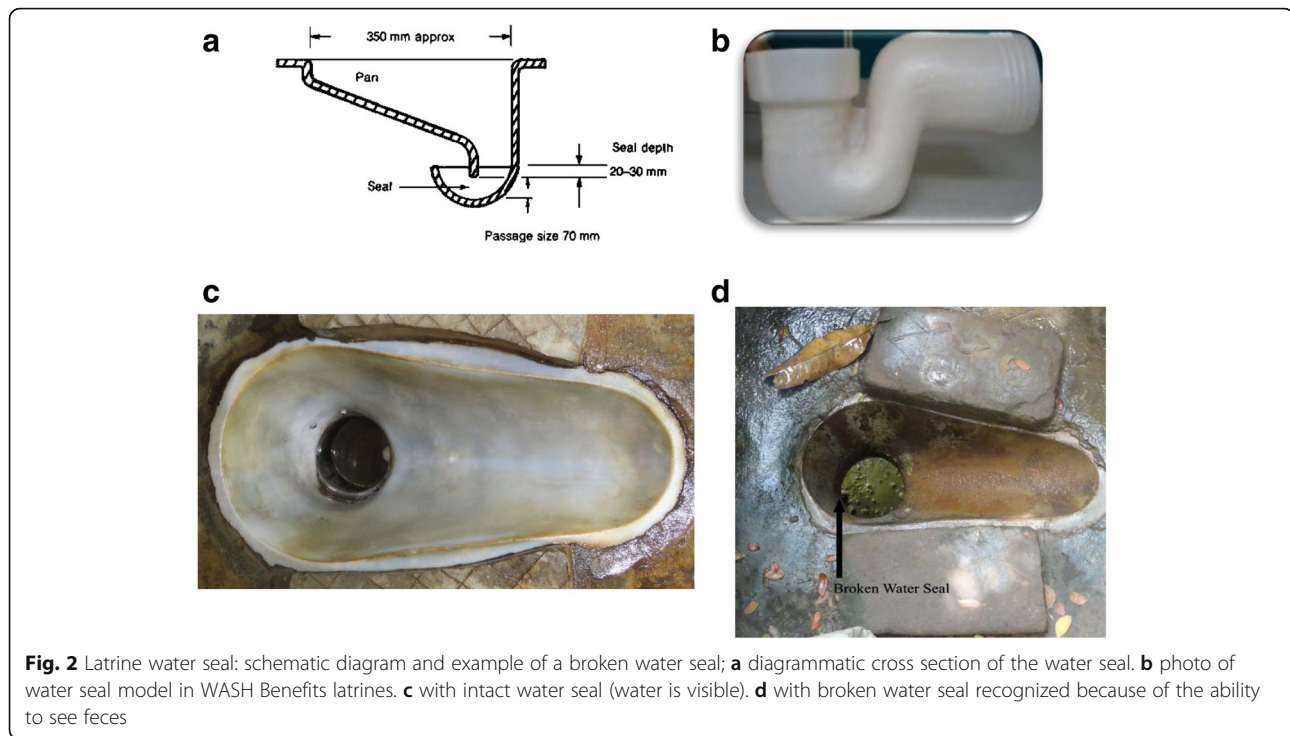 a
350 mm approx
Pan
Seal depth
20–30 mm
Seal
Passage size 70 mm
b
c
d
Broken Water Seal
Fig. 2 Latrine water seal: schematic diagram and example of a broken water seal; a diagrammatic cross section of the water seal. b photo of
water seal model in WASH Benefits latrines. c with intact water seal (water is visible). d with broken water seal recognized because of the ability
to see feces